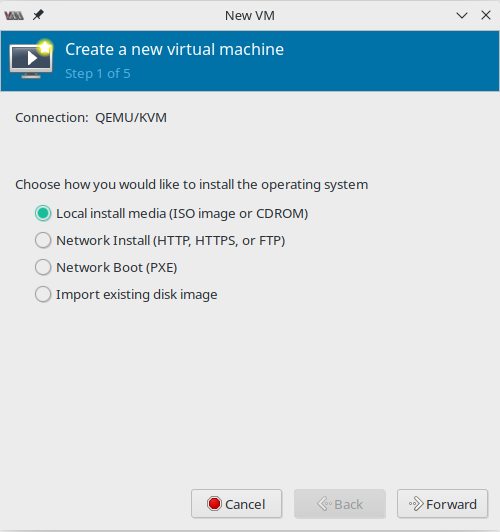 New VM
Create a new virtual machine
Step 1 of 5
Connection: QEMU/KVM
Choose how you would like to install the operating system
Local install media (ISO image or CDROM)
Network Install (HTTP, HTTPS, or FTP)
Network Boot (PXE)
Import existing disk image
Cancel Back Forward